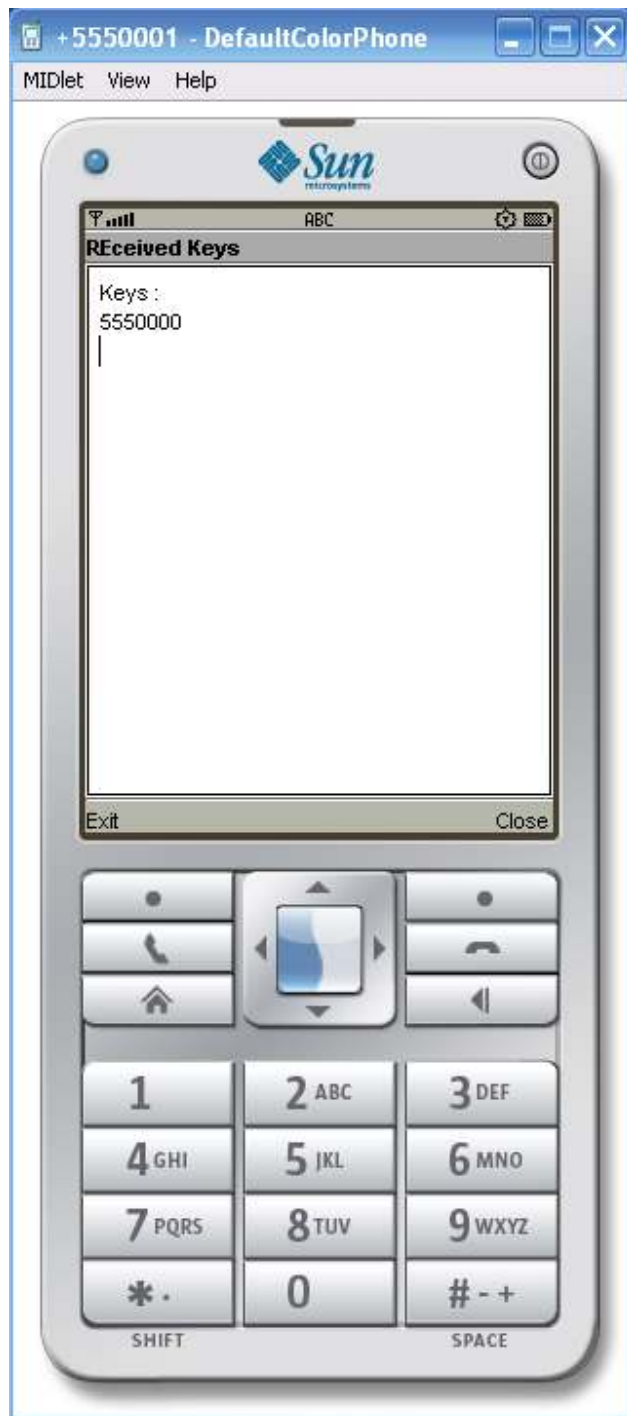 +5550001 - DefaultColorPhone
MIDlet View Help
Sun
microsystems
ABC
REceived Keys
Keys :
5550000
Exit Close
1 2 ABC 3 DEF
4 GHI 5 JKL 6 MNO
7 PQRS 8 TUV 9 WXYZ
* . 0 # - +
SHIFT SPACE